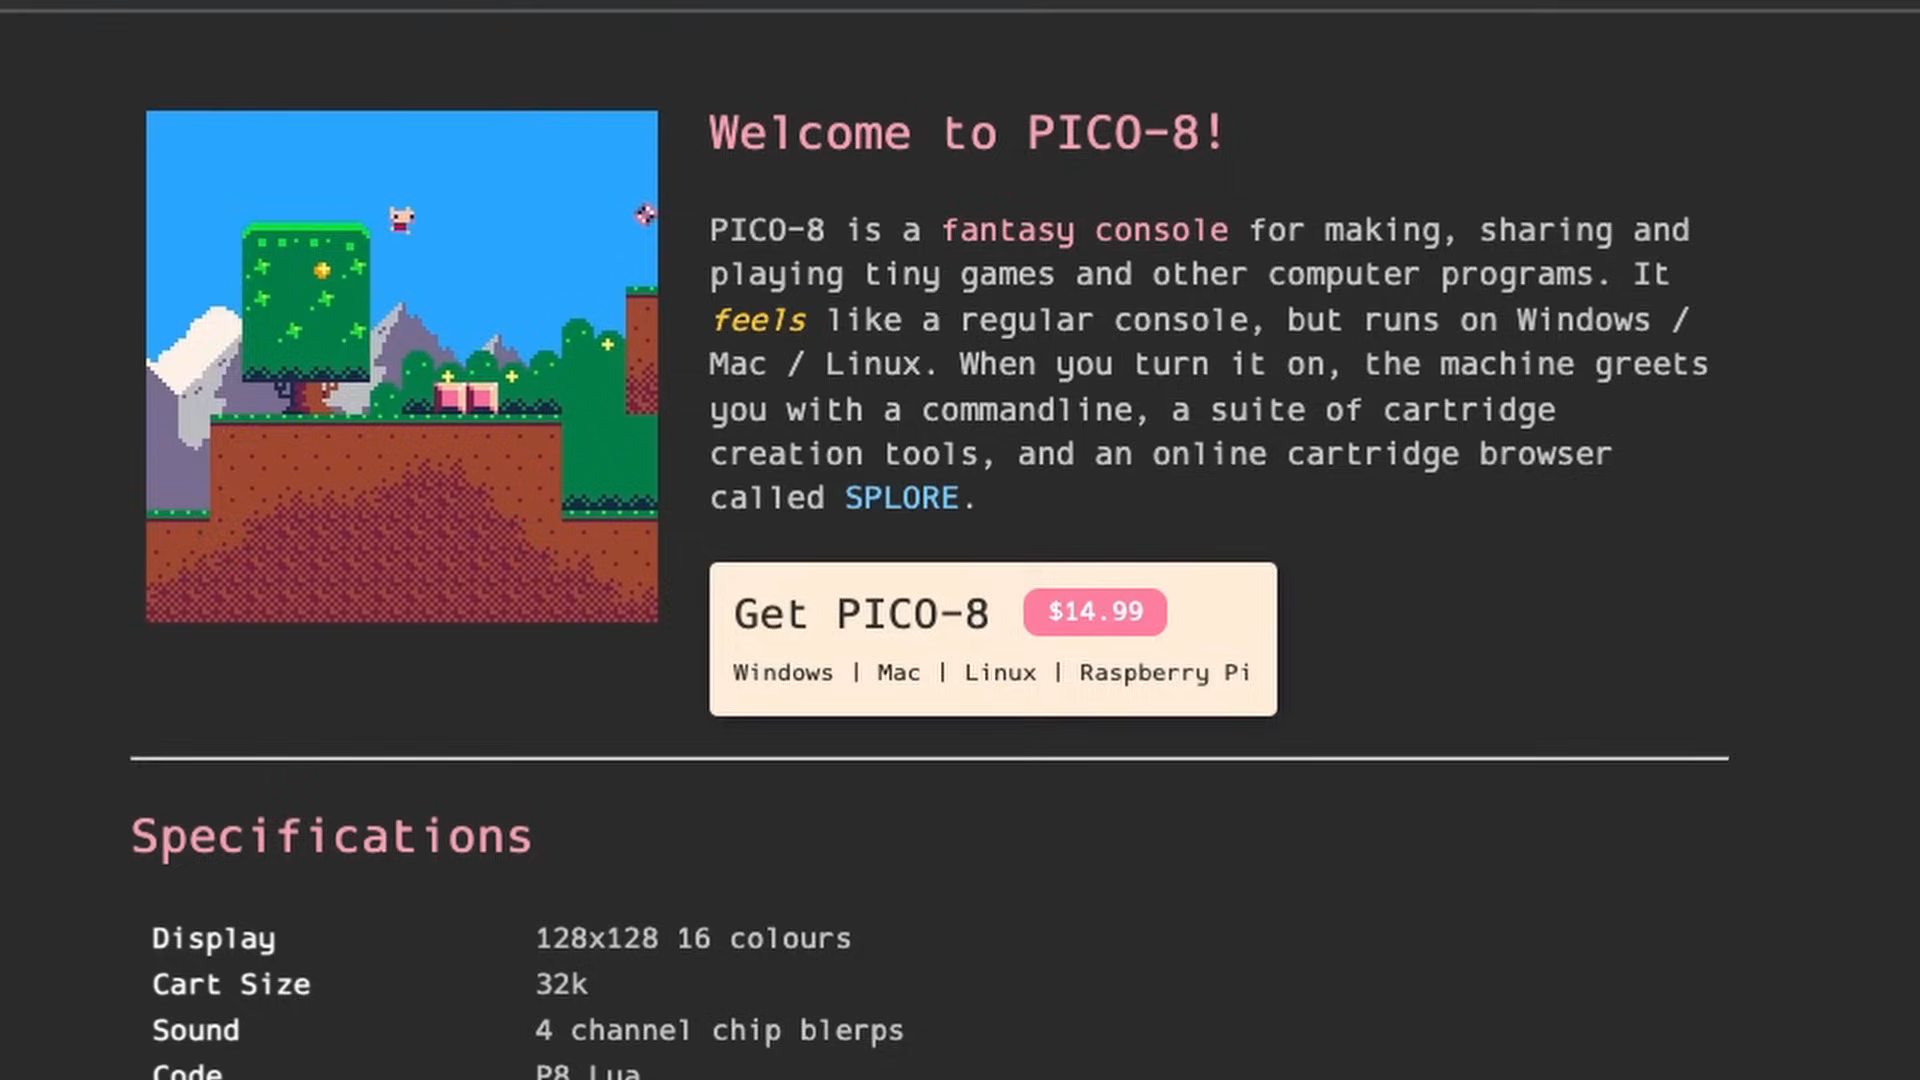 Welcome to PICO-8!
PICO-8 is a fantasy console for making, sharing and
playing tiny games and other computer programs. It
feels like a regular console, but runs on Windows /
Mac / Linux. When you turn it on, the machine greets
you with a commandline, a suite of cartridge
creation tools, and an online cartridge browser
called SPLORE.
Get PICO-8 $14.99
Windows | Mac | Linux | Raspberry Pi
Specifications
Display 128x128 16 colours
Cart Size 32k
Sound 4 channel chip blerps
Code P8 Lua